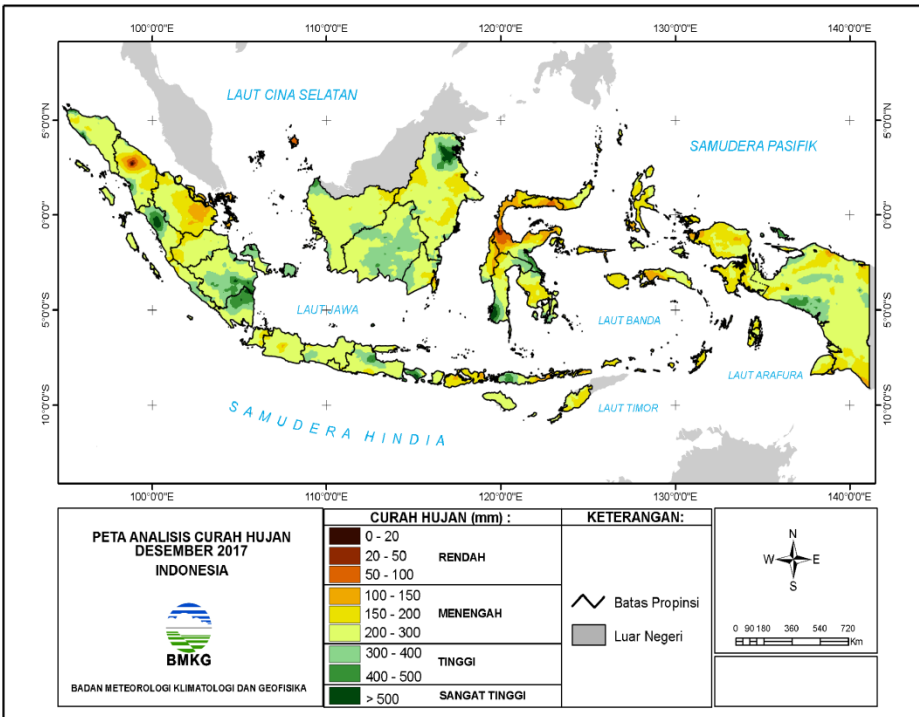 100°0'0"E 110°0'0"E 120°0'0"E 130°0'0"E 140°0'0"E
LAUT CINA SELATAN
5°0'0"N
5°0'0"N
SAMUDERA PASIFIK
0°0'0"
0°0'0"
5°0'0"S
LAUT JAWA
LAUT BANDA
5°0'0"S
LAUT ARAFURA
10°0'0"S
SAMUDERA HINDIA
LAUT TIMOR
10°0'0"S
100°0'0"E 110°0'0"E 120°0'0"E 130°0'0"E 140°0'0"E
PETA ANALISIS CURAH HUJAN
DESEMBER 2017
INDONESIA
BMKG
BADAN METEOROLOGI KLIMATOLOGI DAN GEOFISIKA
CURAH HUJAN (mm) :
0 - 20
20 - 50 RENDAH
50 - 100
100 - 150
150 - 200 MENENGAH
200 - 300
300 - 400 TINGGI
400 - 500
> 500 SANGAT TINGGI
KETERANGAN:
Batas Propinsi
Luar Negeri
N
W E
S
0 90 180 360 540 720
Km